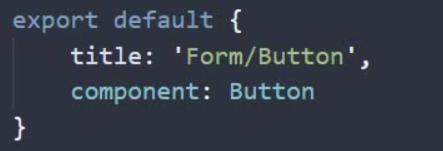 export default {
    title: 'Form/Button',
    component: Button
}